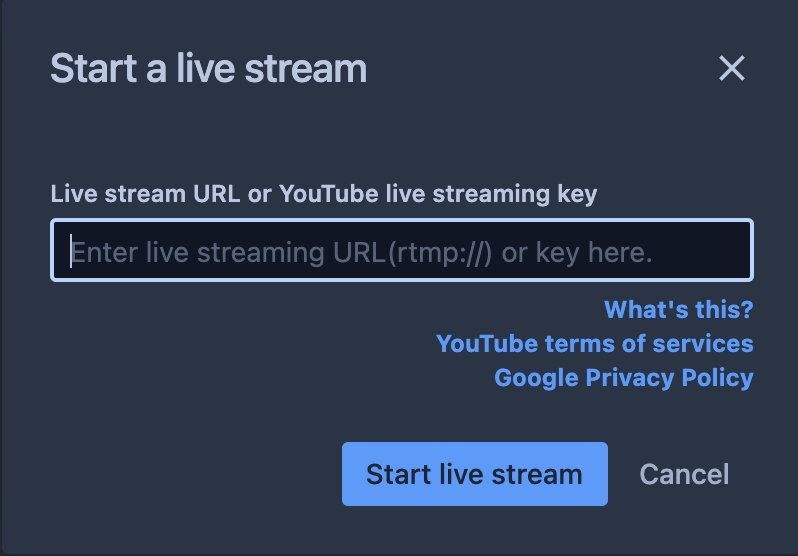 Start a live stream
Live stream URL or YouTube live streaming key
Enter live streaming URL(rtmp://) or key here.
What's this?
YouTube terms of services
Google Privacy Policy
Start live stream
Cancel